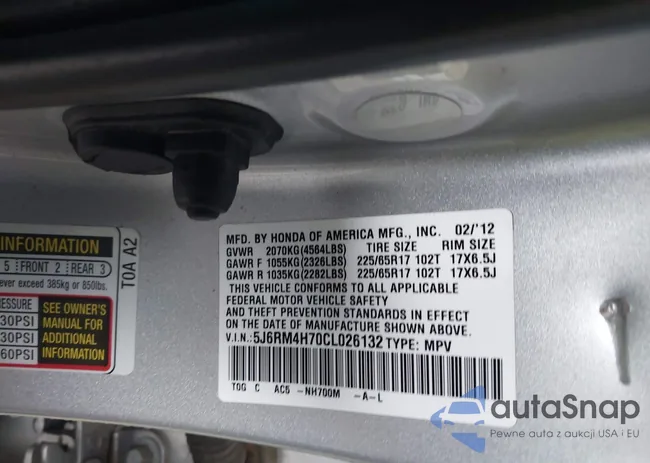 INFORMATION
5 | FRONT 2 | REAR 3
ever exceed 385kg or 850lbs.
ESSURE
30PSI
30PSI
60PSI
SEE OWNER'S
MANUAL FOR
ADDITIONAL
INFORMATION
T0A A2
MFD. BY HONDA OF AMERICA MFG., INC. 02/'12
GVWR 2070KG(4564LBS) TIRE SIZE RIM SIZE
GAWR F 1055KG(2326LBS) 225/65R17 102T 17X6.5J
GAWR R 1035KG(2282LBS) 225/65R17 102T 17X6.5J
THIS VEHICLE CONFORMS TO ALL APPLICABLE
FEDERAL MOTOR VEHICLE SAFETY
AND THEFT PREVENTION STANDARDS IN EFFECT
ON THE DATE OF MANUFACTURE SHOWN ABOVE.
V.I.N.: 5J6RM4H70CL026132 TYPE: MPV
T0G C AC5 -NH700M -A-L
autaSnap
Pewne auta z aukcji USA i EU